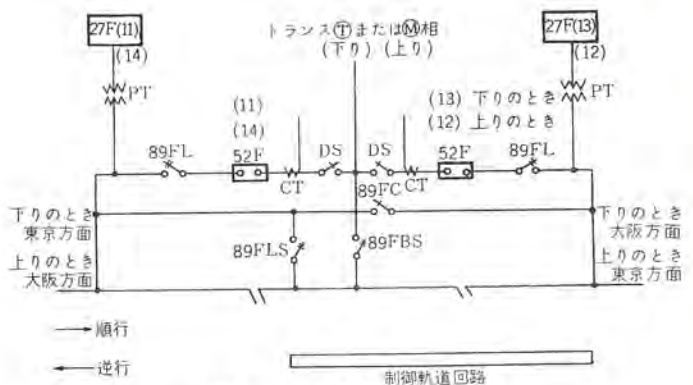 27F(11)
(14)
PT
トランスⓉまたはⓂ相
(下り) (上り)
27F(13)
(12)
PT
(11)
(14)
52F
(13) 下りのとき
(12) 上りのとき
52F
89FL
CT
DS
DS
CT
89FL
89FC
下りのとき
東京方面
上りのとき
大阪方面
89FLS
89FBS
下りのとき
大阪方面
上りのとき
東京方面
順行
逆行
制御軌道回路